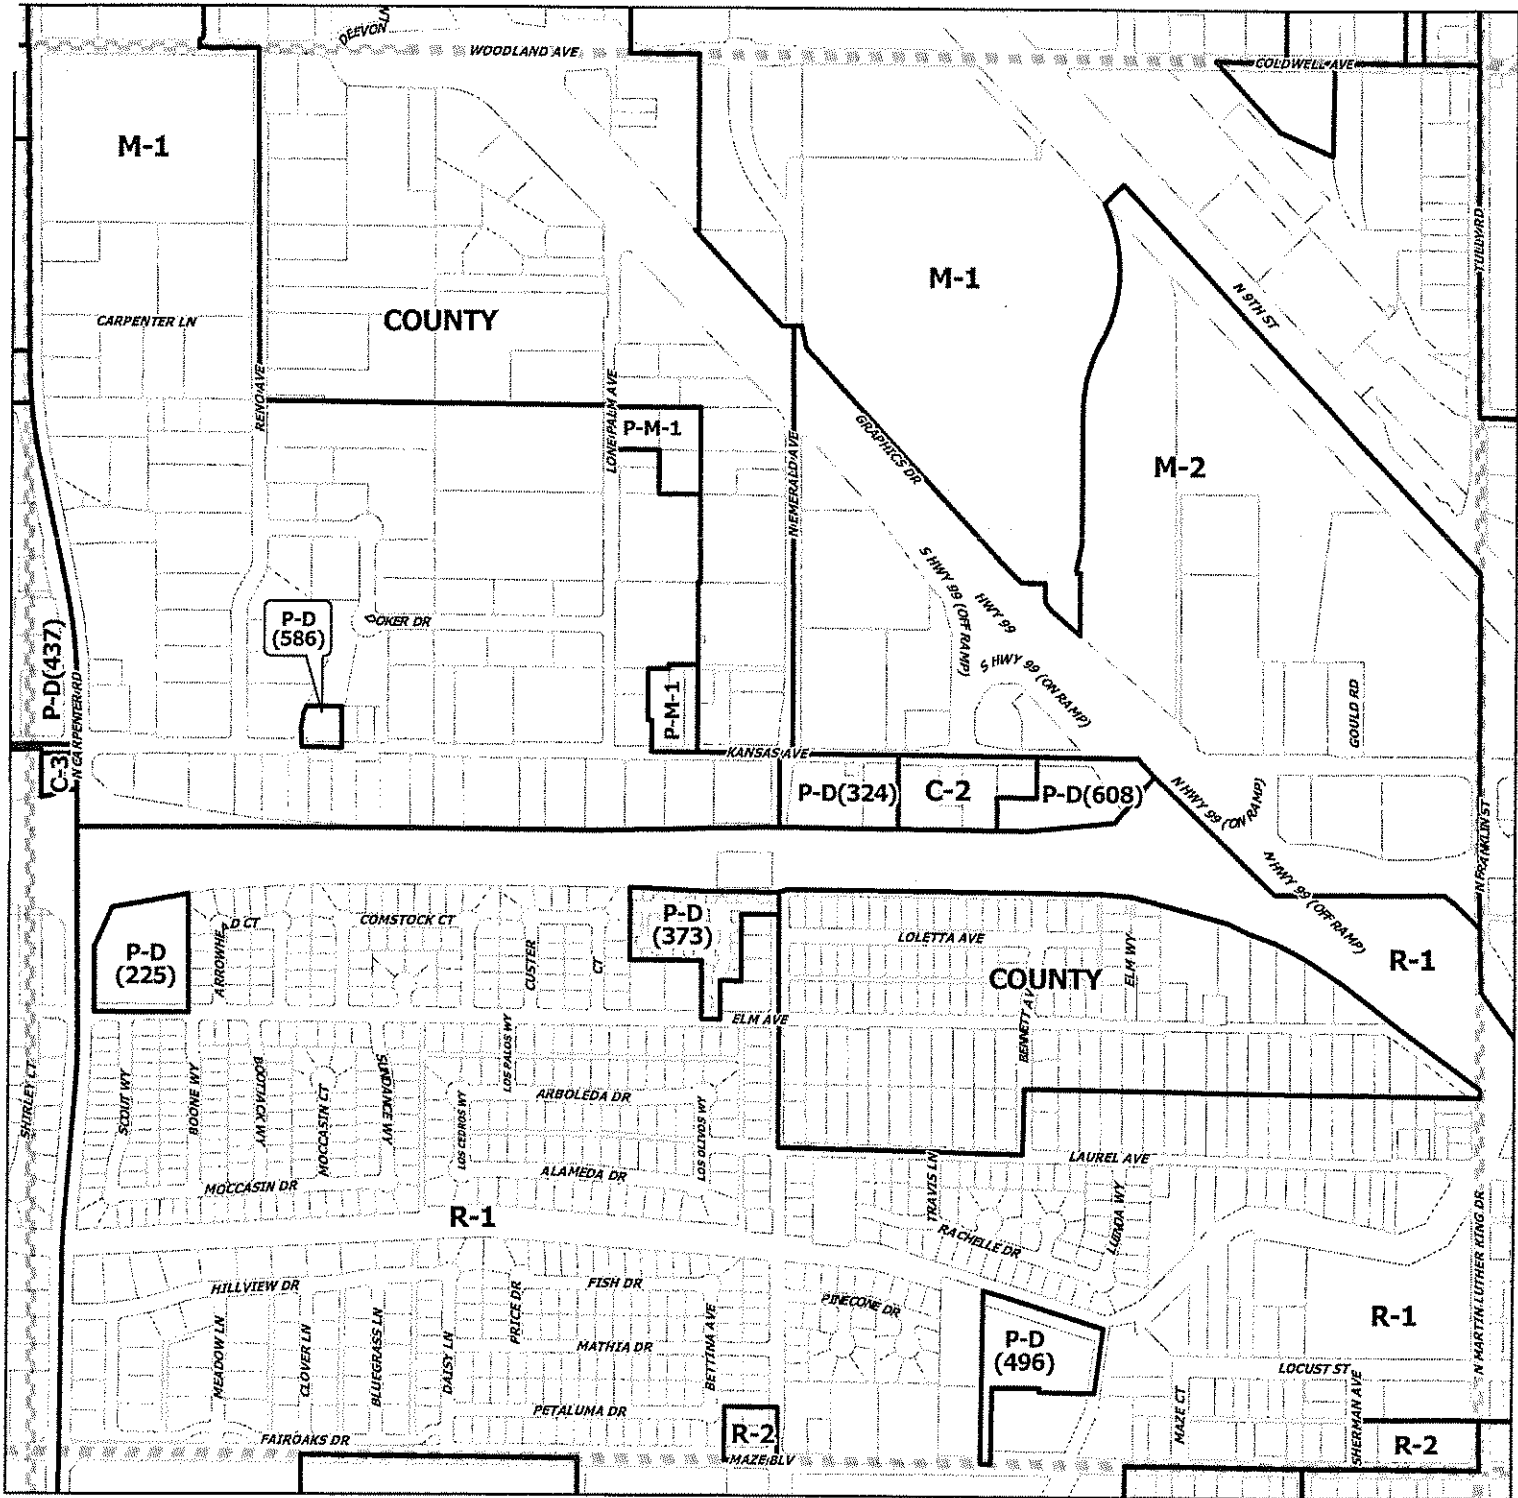 DEEVON LN
WOODLAND AVE
COLDWELL AVE
M-1
TULLY RD
M-1
N 9TH ST
CARPENTER LN
COUNTY
RENO AVE
LONE PALM AVE
P-M-1
GRAPHICS DR
N EMERALD AVE
M-2
S HWY 99 (OFF RAMP)
HWY 99
S HWY 99 (ON RAMP)
P-D
(586)
OKER DR
P-D(437)
N CARPENTER RD
P-M-1
GOULD RD
KANSAS AVE
C-3
P-D(324)
C-2
P-D(608)
N HWY 99 (ON RAMP)
N FRANKLIN ST
N HWY 99 (OFF RAMP)
P-D
(225)
ARROWHE
D CT
COMSTOCK CT
CUSTER
CT
P-D
(373)
LOLETTA AVE
COUNTY
ELM WY
R-1
ELM AVE
BENNETT AV
SHIRLEY CT
SCOUT WY
BOONE WY
BOOTJACK WY
MOCCASIN CT
SUNDANCE WY
LOS PALOS WY
LOS CEDROS WY
ARBOLEDA DR
LOS OLIVOS WY
ALAMEDA DR
MOCCASIN DR
LAUREL AVE
TRAVIS LN
LUINDA WY
RACHELLE DR
R-1
N MARTIN LUTHER KING DR
HILLVIEW DR
FISH DR
PINECONE DR
PRICE DR
MEADOW LN
CLOVER LN
BLUEGRASS LN
DAISY LN
MATHIA DR
BETTINA AVE
P-D
(496)
R-1
LOCUST ST
PETALUMA DR
MAZE CT
SHERMAN AVE
FAIROAKS DR
R-2
MAZE BLV
R-2